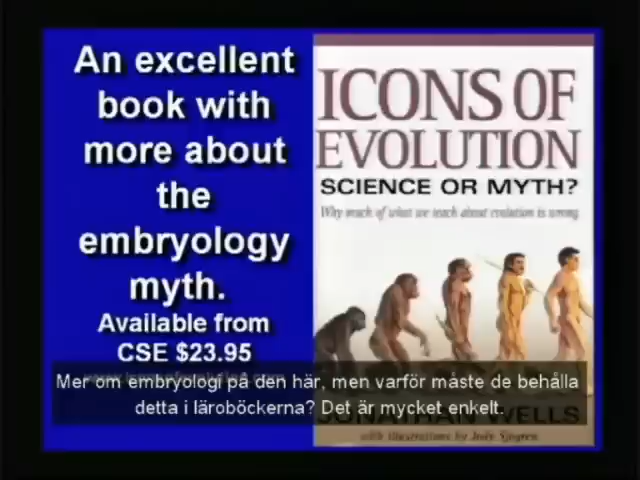 An excellent
book with
more about
the
embryology
myth.
Available from
CSE $23.95
ICONS OF
EVOLUTION
SCIENCE OR MYTH?
Why much of what we teach about evolution is wrong
JONATHAN WELLS
with illustrations by Jody Sjogren
Mer om embryologi på den här, men varför måste de behålla
detta i läroböckerna? Det är mycket enkelt.